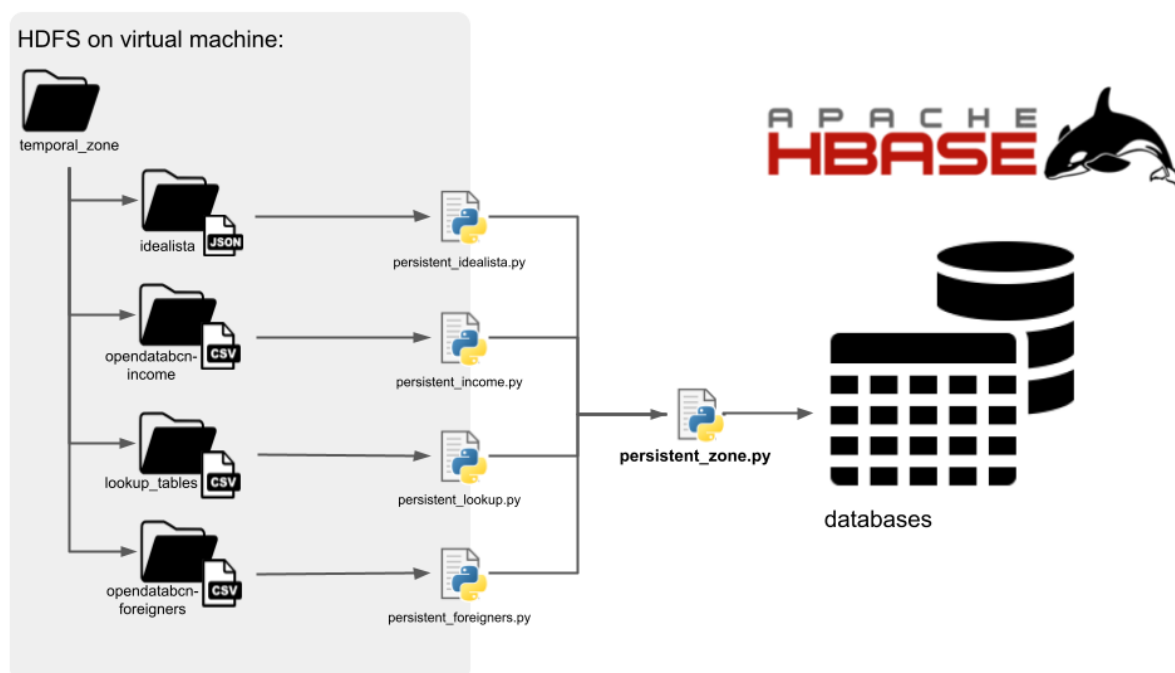 HDFS on virtual machine:
temporal_zone
APACHE
HBASE
JSON
idealista
persistent_idealista.py
CSV
opendatabcn-
income
persistent_income.py
persistent_zone.py
CSV
lookup_tables
persistent_lookup.py
databases
CSV
opendatabcn-
foreigners
persistent_foreigners.py